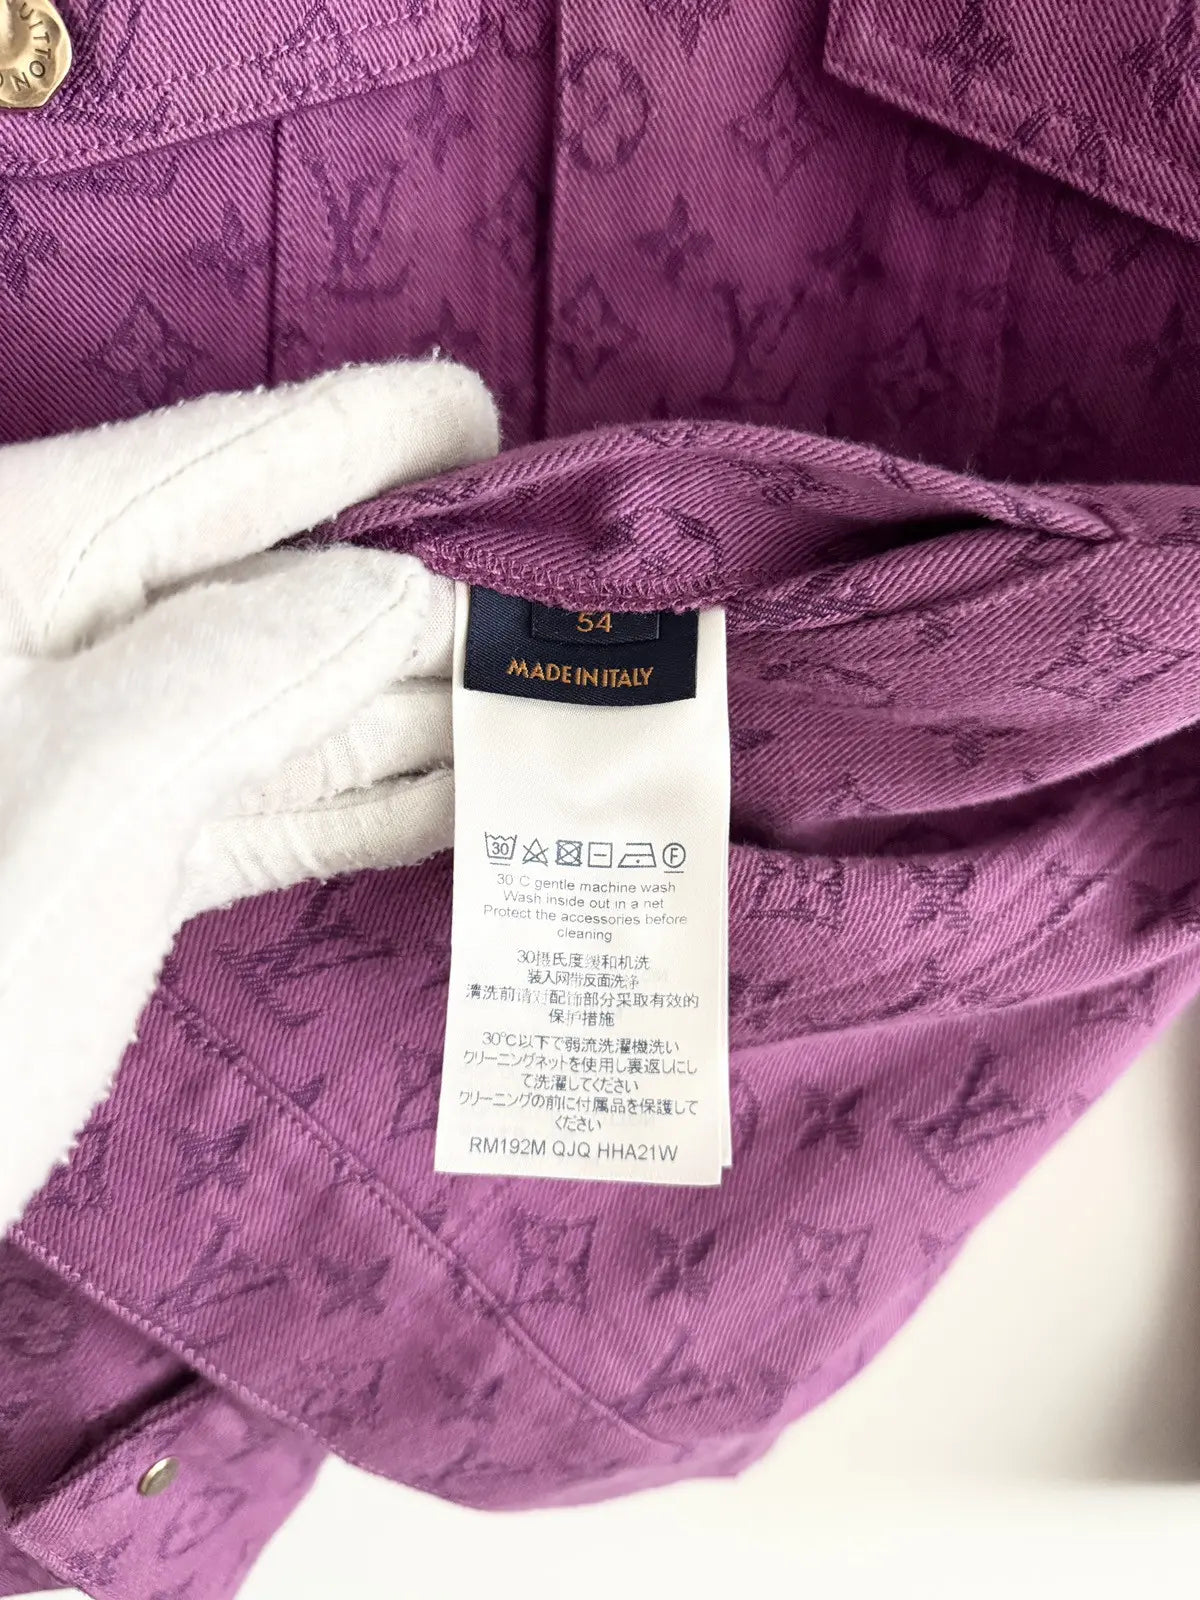 UITTON
54
MADE IN ITALY
30
F
30°C gentle machine wash
Wash inside out in a net
Protect the accessories before
cleaning
30摄氏度缓和机洗
装入网带反面洗净
清洗前请对配饰部分采取有效的
保护措施
30°C以下で弱流洗濯機洗い
クリーニングネットを使用し裏返しにし
て洗濯してください
クリーニングの前に付属品を保護して
ください
RM192M QJQ HHA21W